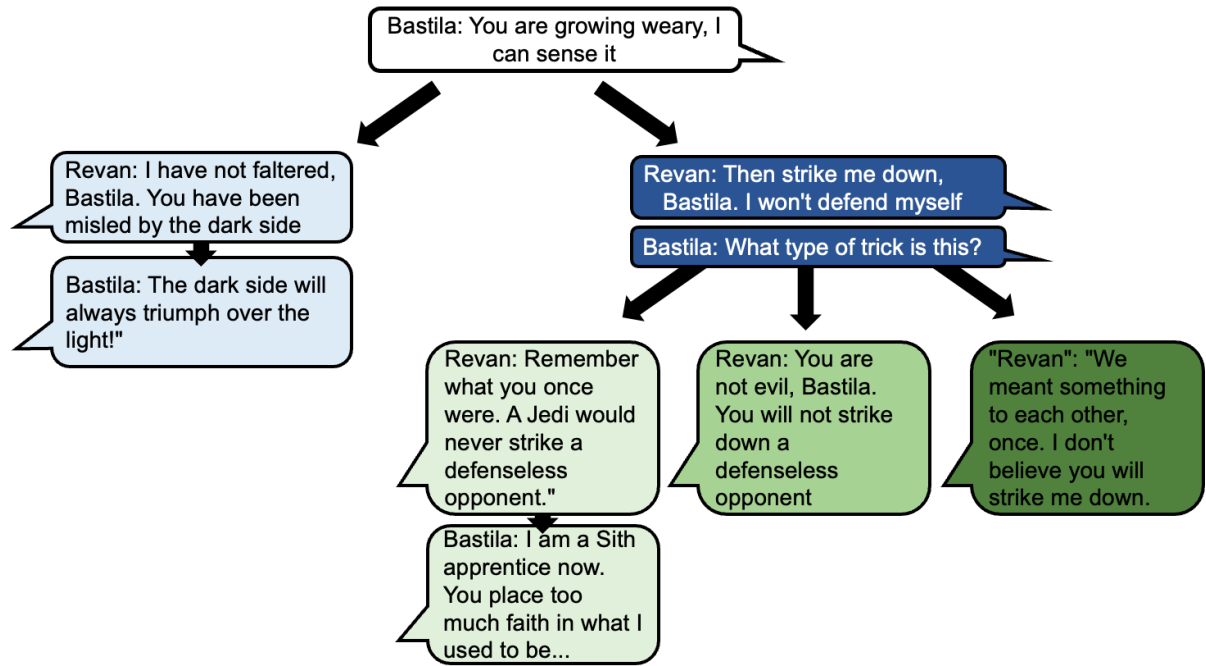 Bastila: You are growing weary, I
can sense it
Revan: I have not faltered,
Bastila. You have been
misled by the dark side
Bastila: The dark side will
always triumph over the
light!"
Revan: Then strike me down,
Bastila. I won't defend myself
Bastila: What type of trick is this?
Revan: Remember
what you once
were. A Jedi would
never strike a
defenseless
opponent."
Bastila: I am a Sith
apprentice now.
You place too
much faith in what I
used to be...
Revan: You are
not evil, Bastila.
You will not strike
down a
defenseless
opponent
"Revan": "We
meant something
to each other,
once. I don't
believe you will
strike me down.